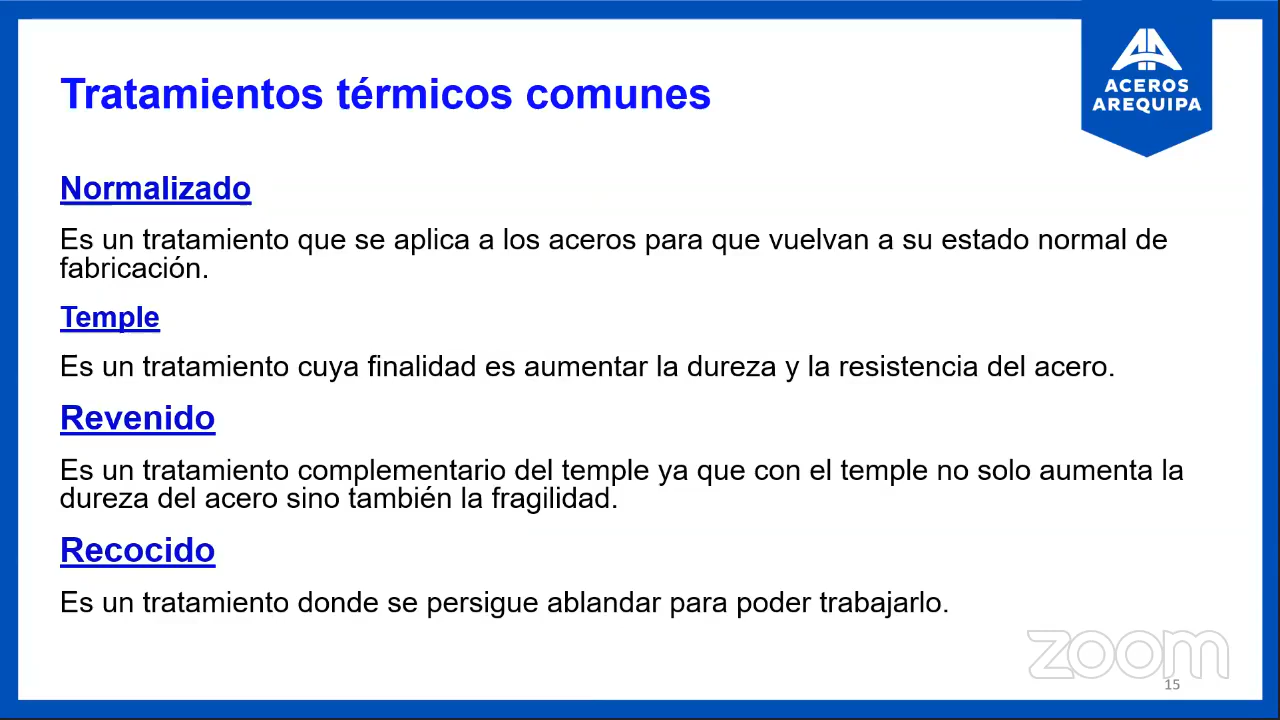 ACEROS
AREQUIPA
Tratamientos térmicos comunes
Normalizado
Es un tratamiento que se aplica a los aceros para que vuelvan a su estado normal de
fabricación.
Temple
Es un tratamiento cuya finalidad es aumentar la dureza y la resistencia del acero.
Revenido
Es un tratamiento complementario del temple ya que con el temple no solo aumenta la
dureza del acero sino también la fragilidad.
Recocido
Es un tratamiento donde se persigue ablandar para poder trabajarlo.
zoom
15